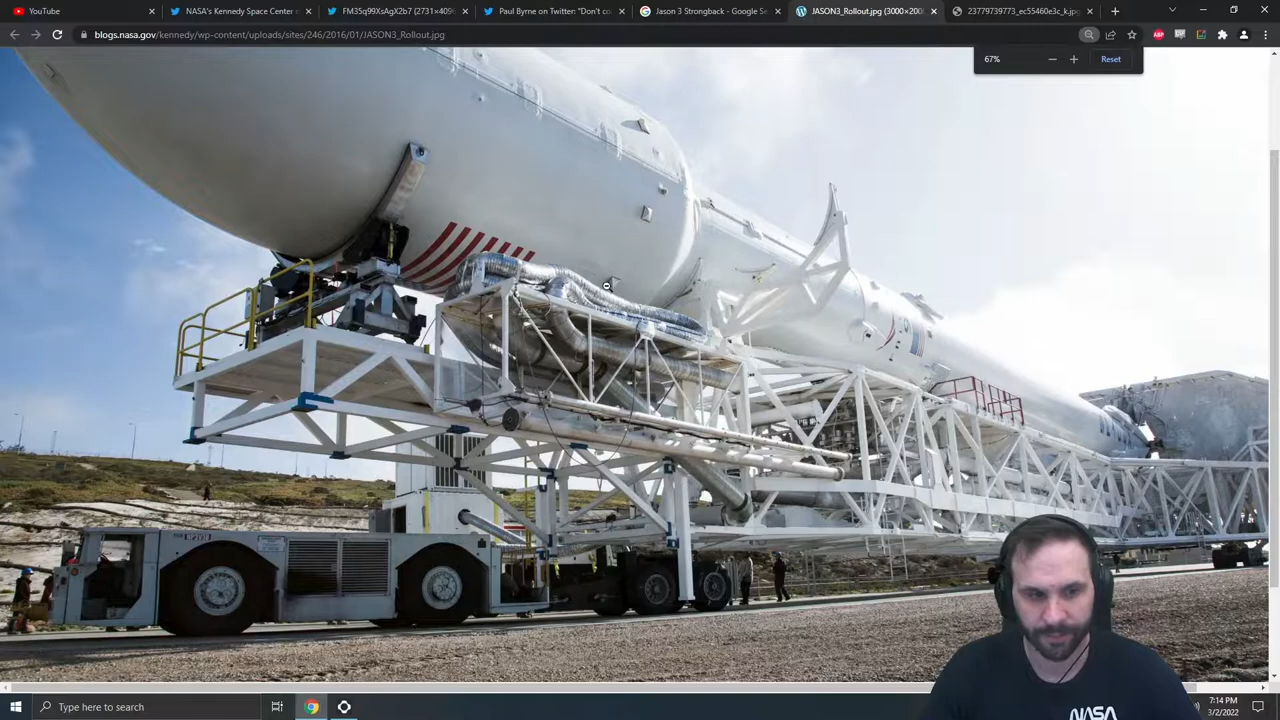 YouTube
NASA's Kennedy Space Center o
FM35q99XsAgX2b7 (2731×409
Paul Byrne on Twitter: "Don't co
Jason 3 Strongback - Google Se
JASON3_Rollout.jpg (3000×200
23779739773_ec55460e3c_k.jp
blogs.nasa.gov/kennedy/wp-content/uploads/sites/246/2016/01/JASON3_Rollout.jpg
67%
Reset
NASA
Type here to search
7:14 PM
3/2/2022